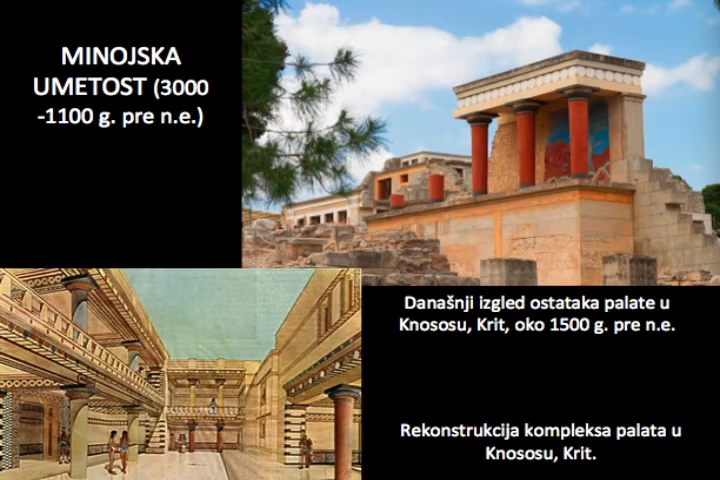 MINOJSKA
UMETOST (3000
-1100 g. pre n.e.)
Današnji izgled ostataka palate u
Knososu, Krit, oko 1500 g. pre n.e.
Rekonstrukcija kompleksa palata u
Knososu, Krit.